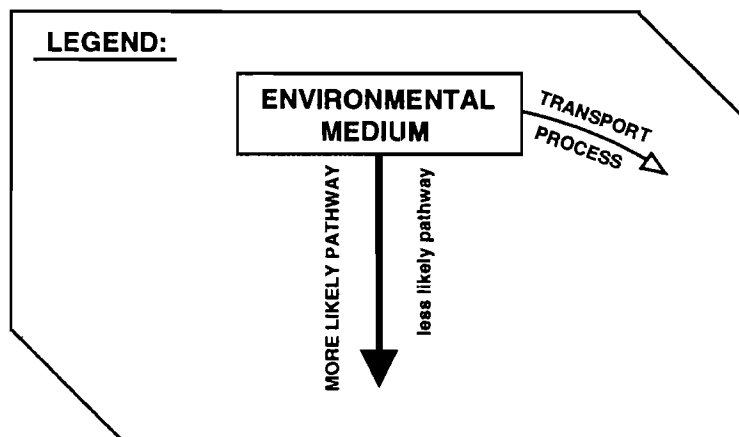 LEGEND:
ENVIRONMENTAL
MEDIUM
TRANSPORT
PROCESS
MORE LIKELY PATHWAY
less likely pathway